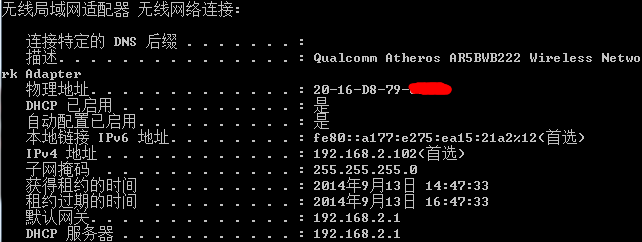 无线局域网适配器 无线网络连接:
连接特定的 DNS 后缀 . . . . . . . :
描述. . . . . . . . . . . . . . . : Qualcomm Atheros AR5BWB222 Wireless Netwo
rk Adapter
物理地址. . . . . . . . . . . . . : 20-16-D8-79-
DHCP 已启用 . . . . . . . . . . . : 是
自动配置已启用. . . . . . . . . . : 是
本地链接 IPv6 地址. . . . . . . . : fe80::a177:e275:ea15:21a2%12(首选)
IPv4 地址 . . . . . . . . . . . . : 192.168.2.102(首选)
子网掩码 . . . . . . . . . . . . : 255.255.255.0
获得租约的时间 . . . . . . . . . : 2014年9月13日 14:47:33
租约过期的时间 . . . . . . . . . : 2014年9月13日 16:47:33
默认网关. . . . . . . . . . . . . : 192.168.2.1
DHCP 服务器 . . . . . . . . . . . : 192.168.2.1